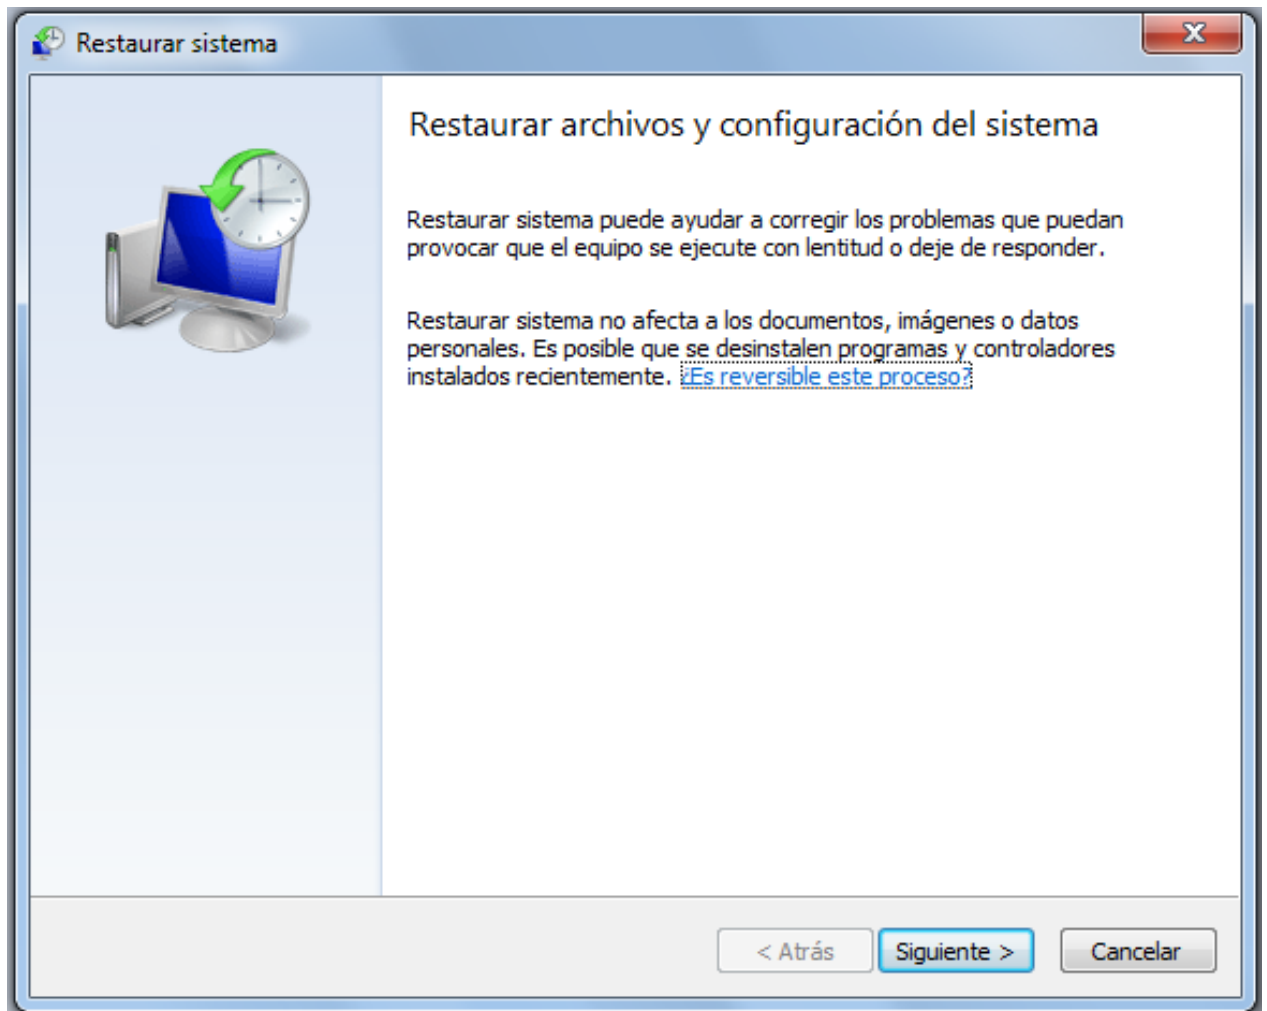 Restaurar sistema
Restaurar archivos y configuración del sistema
Restaurar sistema puede ayudar a corregir los problemas que puedan
provocar que el equipo se ejecute con lentitud o deje de responder.
Restaurar sistema no afecta a los documentos, imágenes o datos
personales. Es posible que se desinstalen programas y controladores
instalados recientemente. ¿Es reversible este proceso?
< Atrás Siguiente > Cancelar